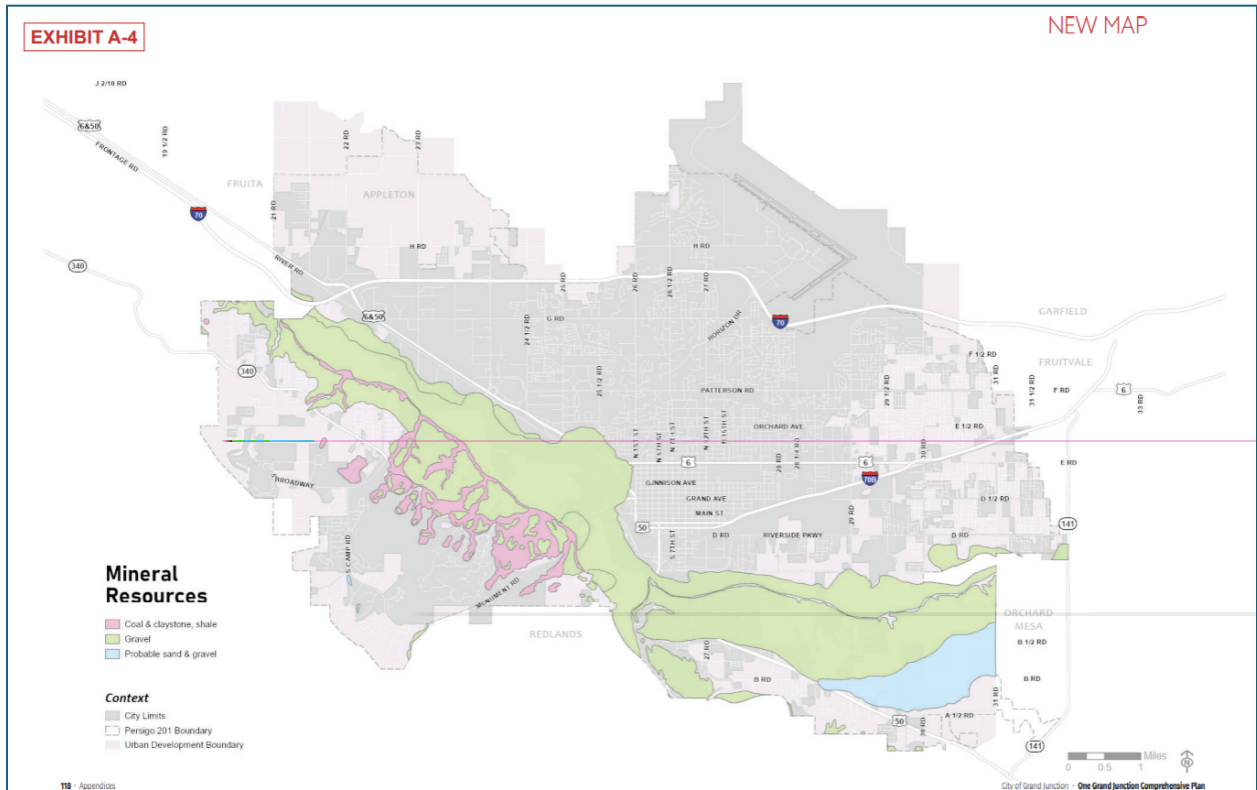 EXHIBIT A-4
NEW MAP
J 2/10 RD
6&50
19 1/2 RD
FRONTAGE RD
22 RD
23 RD
FRUITA
APPLETON
21 RD
70
H RD
H RD
340
RIVER RD
26 RD
26 1/2 RD
27 RD
GARFIELD
6&50
24 1/2 RD
G RD
HORIZON DR
70
FRUITVALE
F 1/2 RD
31 RD
340
25 1/2 RD
PATTERSON RD
29 1/2 RD
31 1/2 RD
F RD
6
33 RD
N 1ST ST
N 7TH ST
N 12TH ST
ORCHARD AVE
E 1/2 RD
28 RD
28 1/4 RD
30 RD
6
6
E RD
BROADWAY
GUNNISON AVE
70B
GRAND AVE
D 1/2 RD
MAIN ST
29 RD
50
141
S 7TH ST
D RD
RIVERSIDE PKWY
D RD
S CAMP RD
MONUMENT RD
Mineral
Resources
Coal & claystone, shale
Gravel
Probable sand & gravel
REDLANDS
ORCHARD
MESA
B 1/2 RD
27 RD
B RD
B RD
31 RD
Context
City Limits
Persigo 201 Boundary
Urban Development Boundary
50
30 RD
A 1/2 RD
141
Miles
0 0.5 1
N
118 · Appendices
City of Grand Junction · One Grand Junction Comprehensive Plan